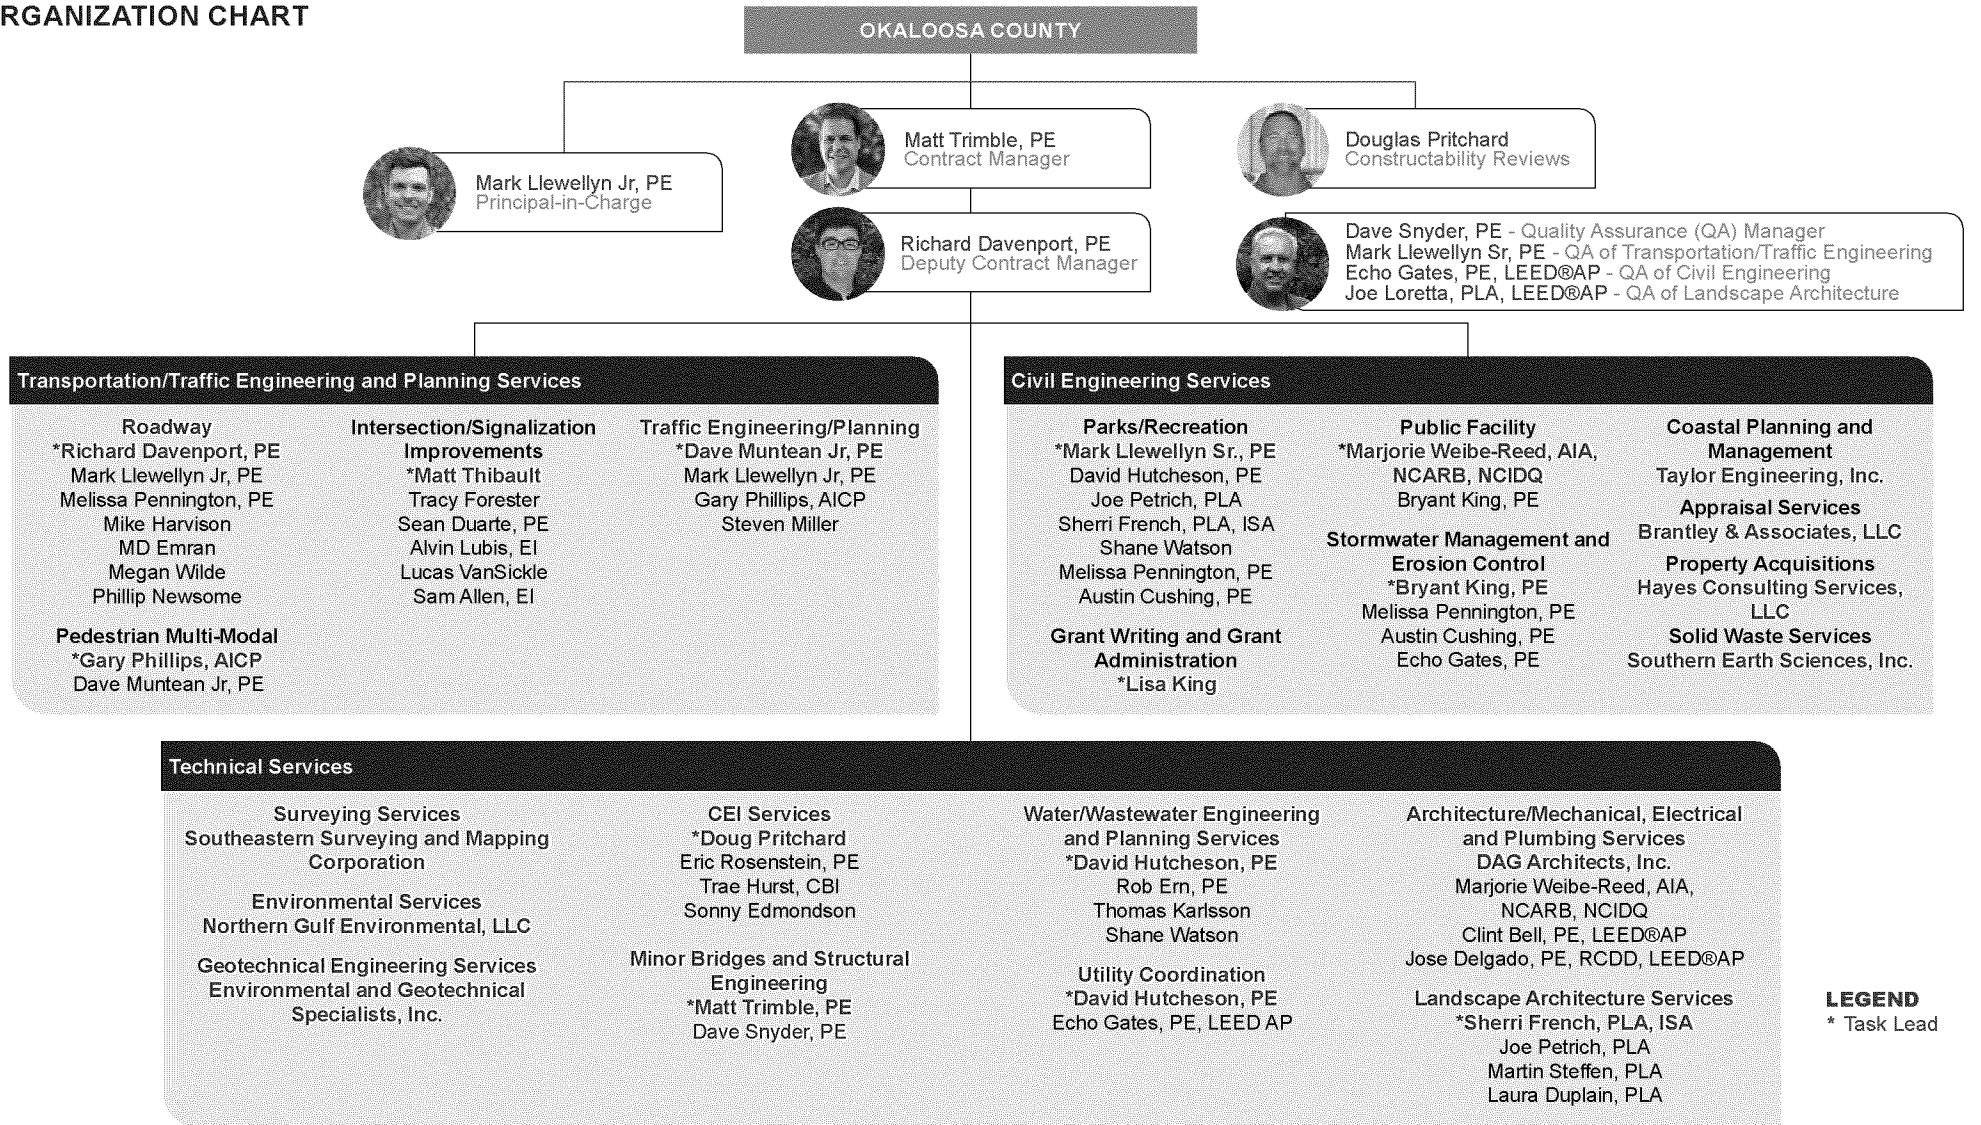 RGANIZATION CHART
OKALOOSA COUNTY
Mark Llewellyn Jr, PE
Principal-in-Charge
Matt Trimble, PE
Contract Manager
Richard Davenport, PE
Deputy Contract Manager
Douglas Pritchard
Constructability Reviews
Dave Snyder, PE - Quality Assurance (QA) Manager
Mark Llewellyn Sr, PE - QA of Transportation/Traffic Engineering
Echo Gates, PE, LEED®AP - QA of Civil Engineering
Joe Loretta, PLA, LEED®AP - QA of Landscape Architecture
Transportation/Traffic Engineering and Planning Services
Roadway
*Richard Davenport, PE
Mark Llewellyn Jr, PE
Melissa Pennington, PE
Mike Harvison
MD Emran
Megan Wilde
Phillip Newsome
Pedestrian Multi-Modal
*Gary Phillips, AICP
Dave Muntean Jr, PE
Intersection/Signalization
Improvements
*Matt Thibault
Tracy Forester
Sean Duarte, PE
Alvin Lubis, EI
Lucas VanSickle
Sam Allen, EI
Traffic Engineering/Planning
*Dave Muntean Jr, PE
Mark Llewellyn Jr, PE
Gary Phillips, AICP
Steven Miller
Civil Engineering Services
Parks/Recreation
*Mark Llewellyn Sr., PE
David Hutcheson, PE
Joe Petrich, PLA
Sherri French, PLA, ISA
Shane Watson
Melissa Pennington, PE
Austin Cushing, PE
Grant Writing and Grant
Administration
*Lisa King
Public Facility
*Marjorie Weibe-Reed, AIA,
NCARB, NCIDQ
Bryant King, PE
Stormwater Management and
Erosion Control
*Bryant King, PE
Melissa Pennington, PE
Austin Cushing, PE
Echo Gates, PE
Coastal Planning and
Management
Taylor Engineering, Inc.
Appraisal Services
Brantley & Associates, LLC
Property Acquisitions
Hayes Consulting Services,
LLC
Solid Waste Services
Southern Earth Sciences, Inc.
Technical Services
Surveying Services
Southeastern Surveying and Mapping
Corporation
Environmental Services
Northern Gulf Environmental, LLC
Geotechnical Engineering Services
Environmental and Geotechnical
Specialists, Inc.
CEI Services
*Doug Pritchard
Eric Rosenstein, PE
Trae Hurst, CBI
Sonny Edmondson
Minor Bridges and Structural
Engineering
*Matt Trimble, PE
Dave Snyder, PE
Water/Wastewater Engineering
and Planning Services
*David Hutcheson, PE
Rob Ern, PE
Thomas Karlsson
Shane Watson
Utility Coordination
*David Hutcheson, PE
Echo Gates, PE, LEED AP
Architecture/Mechanical, Electrical
and Plumbing Services
DAG Architects, Inc.
Marjorie Weibe-Reed, AIA,
NCARB, NCIDQ
Clint Bell, PE, LEED®AP
Jose Delgado, PE, RCDD, LEED®AP
Landscape Architecture Services
*Sherri French, PLA, ISA
Joe Petrich, PLA
Martin Steffen, PLA
Laura Duplain, PLA
LEGEND
* Task Lead